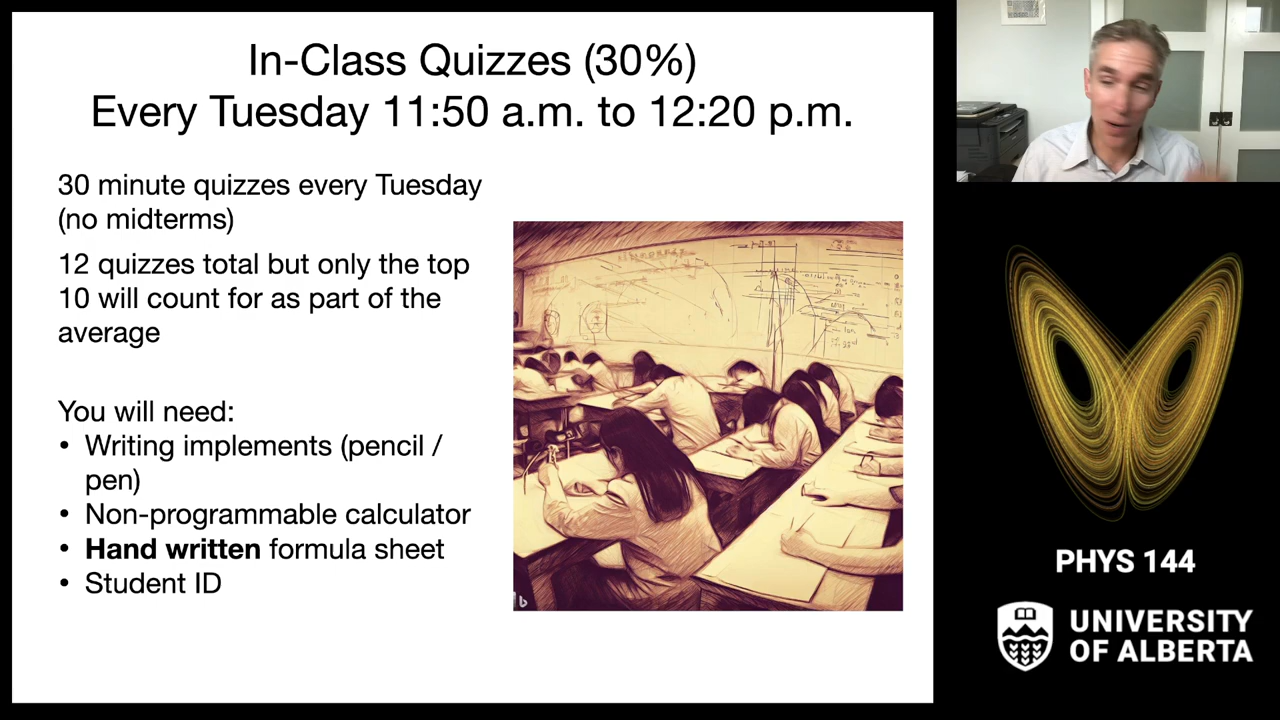 In-Class Quizzes (30%)
Every Tuesday 11:50 a.m. to 12:20 p.m.
30 minute quizzes every Tuesday
(no midterms)
12 quizzes total but only the top
10 will count for as part of the
average
You will need:
• Writing implements (pencil /
pen)
• Non-programmable calculator
• Hand written formula sheet
• Student ID
b
PHYS 144
UNIVERSITY
OF ALBERTA